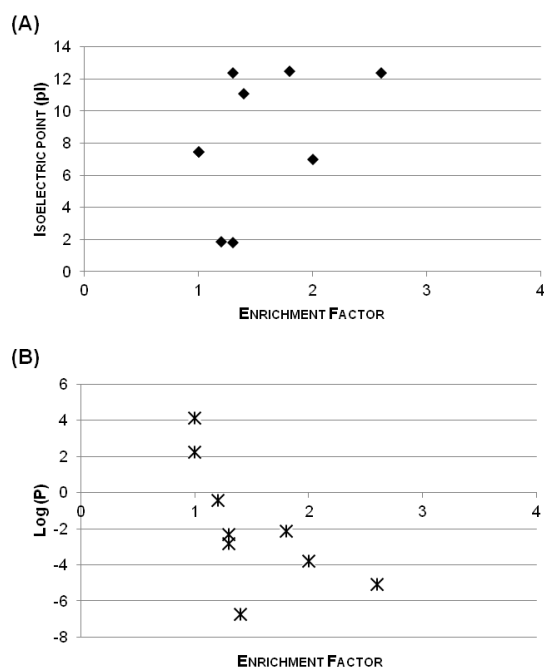 (A)
14
12
10
8
6
4
2
0
ISOELECTRIC POINT (pI)
0 1 2 3 4
ENRICHMENT FACTOR
(B)
6
4
2
0
-2
-4
-6
-8
Log (P)
0 1 2 3 4
ENRICHMENT FACTOR